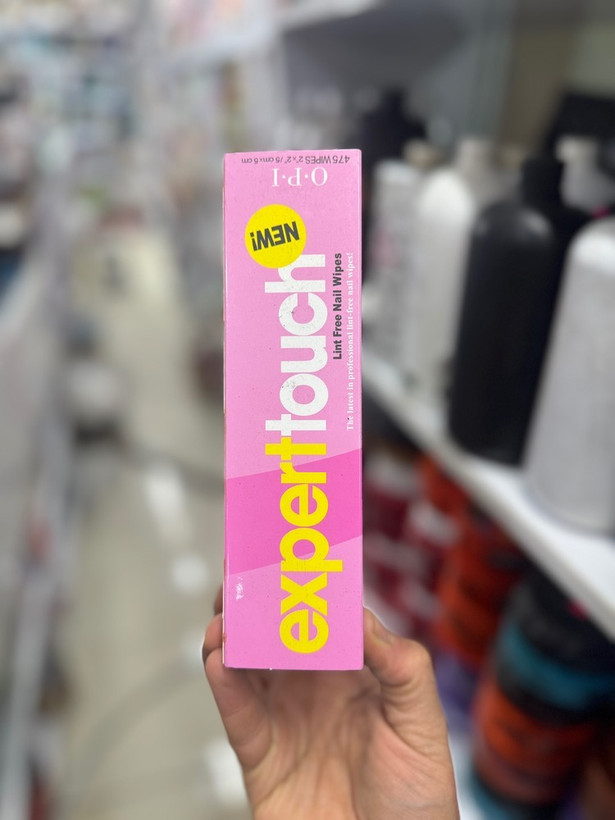 475 WIPES 2"x 2" /5 cm x 5 cm
O·P·I
NEW!
experttouch
Lint Free Nail Wipes
The latest in professional lint-free nail wipes!